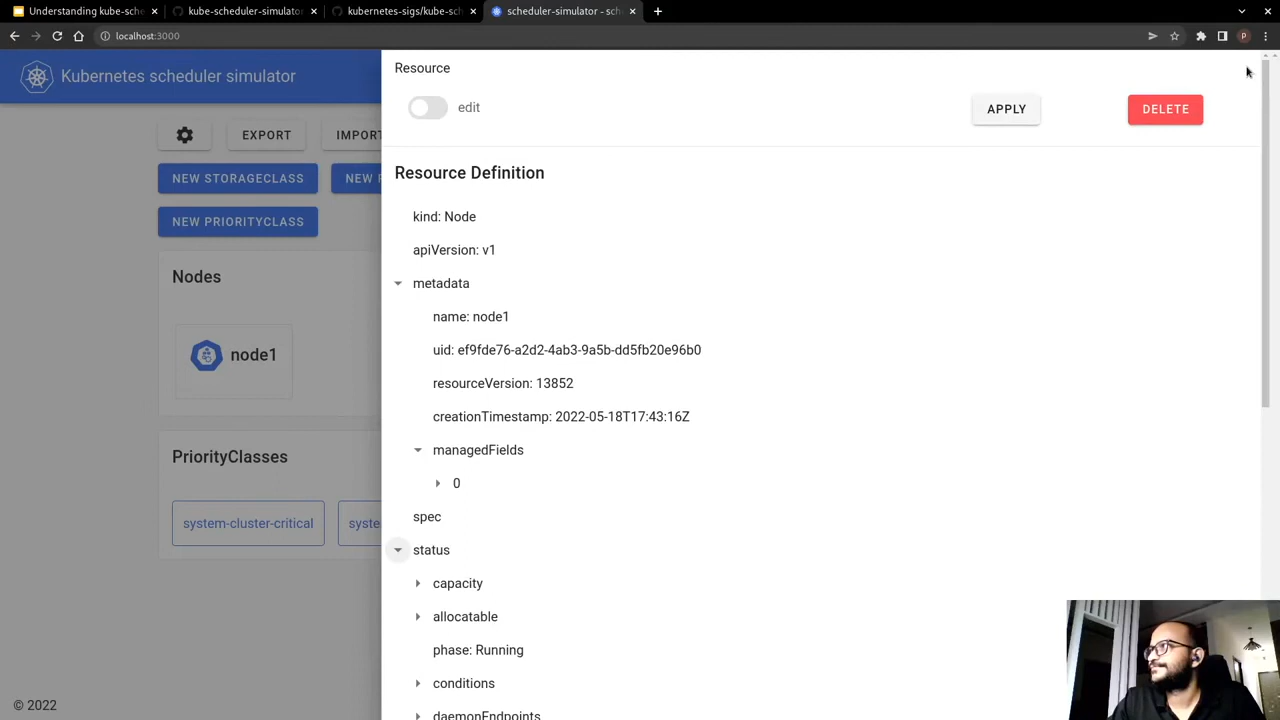 Understanding kube-sc
kube-scheduler-simulator
kubernetes-sigs/kube-sc
scheduler-simulator - sch
localhost:3000
P
Kubernetes scheduler simulator
Resource
edit
APPLY
DELETE
EXPORT
IMPORT
NEW STORAGECLASS
NEW P
NEW PRIORITYCLASS
Nodes
node1
PriorityClasses
system-cluster-critical
syste
© 2022
Resource Definition
kind: Node
apiVersion: v1
metadata
name: node1
uid: ef9fde76-a2d2-4ab3-9a5b-dd5fb20e96b0
resourceVersion: 13852
creationTimestamp: 2022-05-18T17:43:16Z
managedFields
0
spec
status
capacity
allocatable
phase: Running
conditions
daemonEndpoints